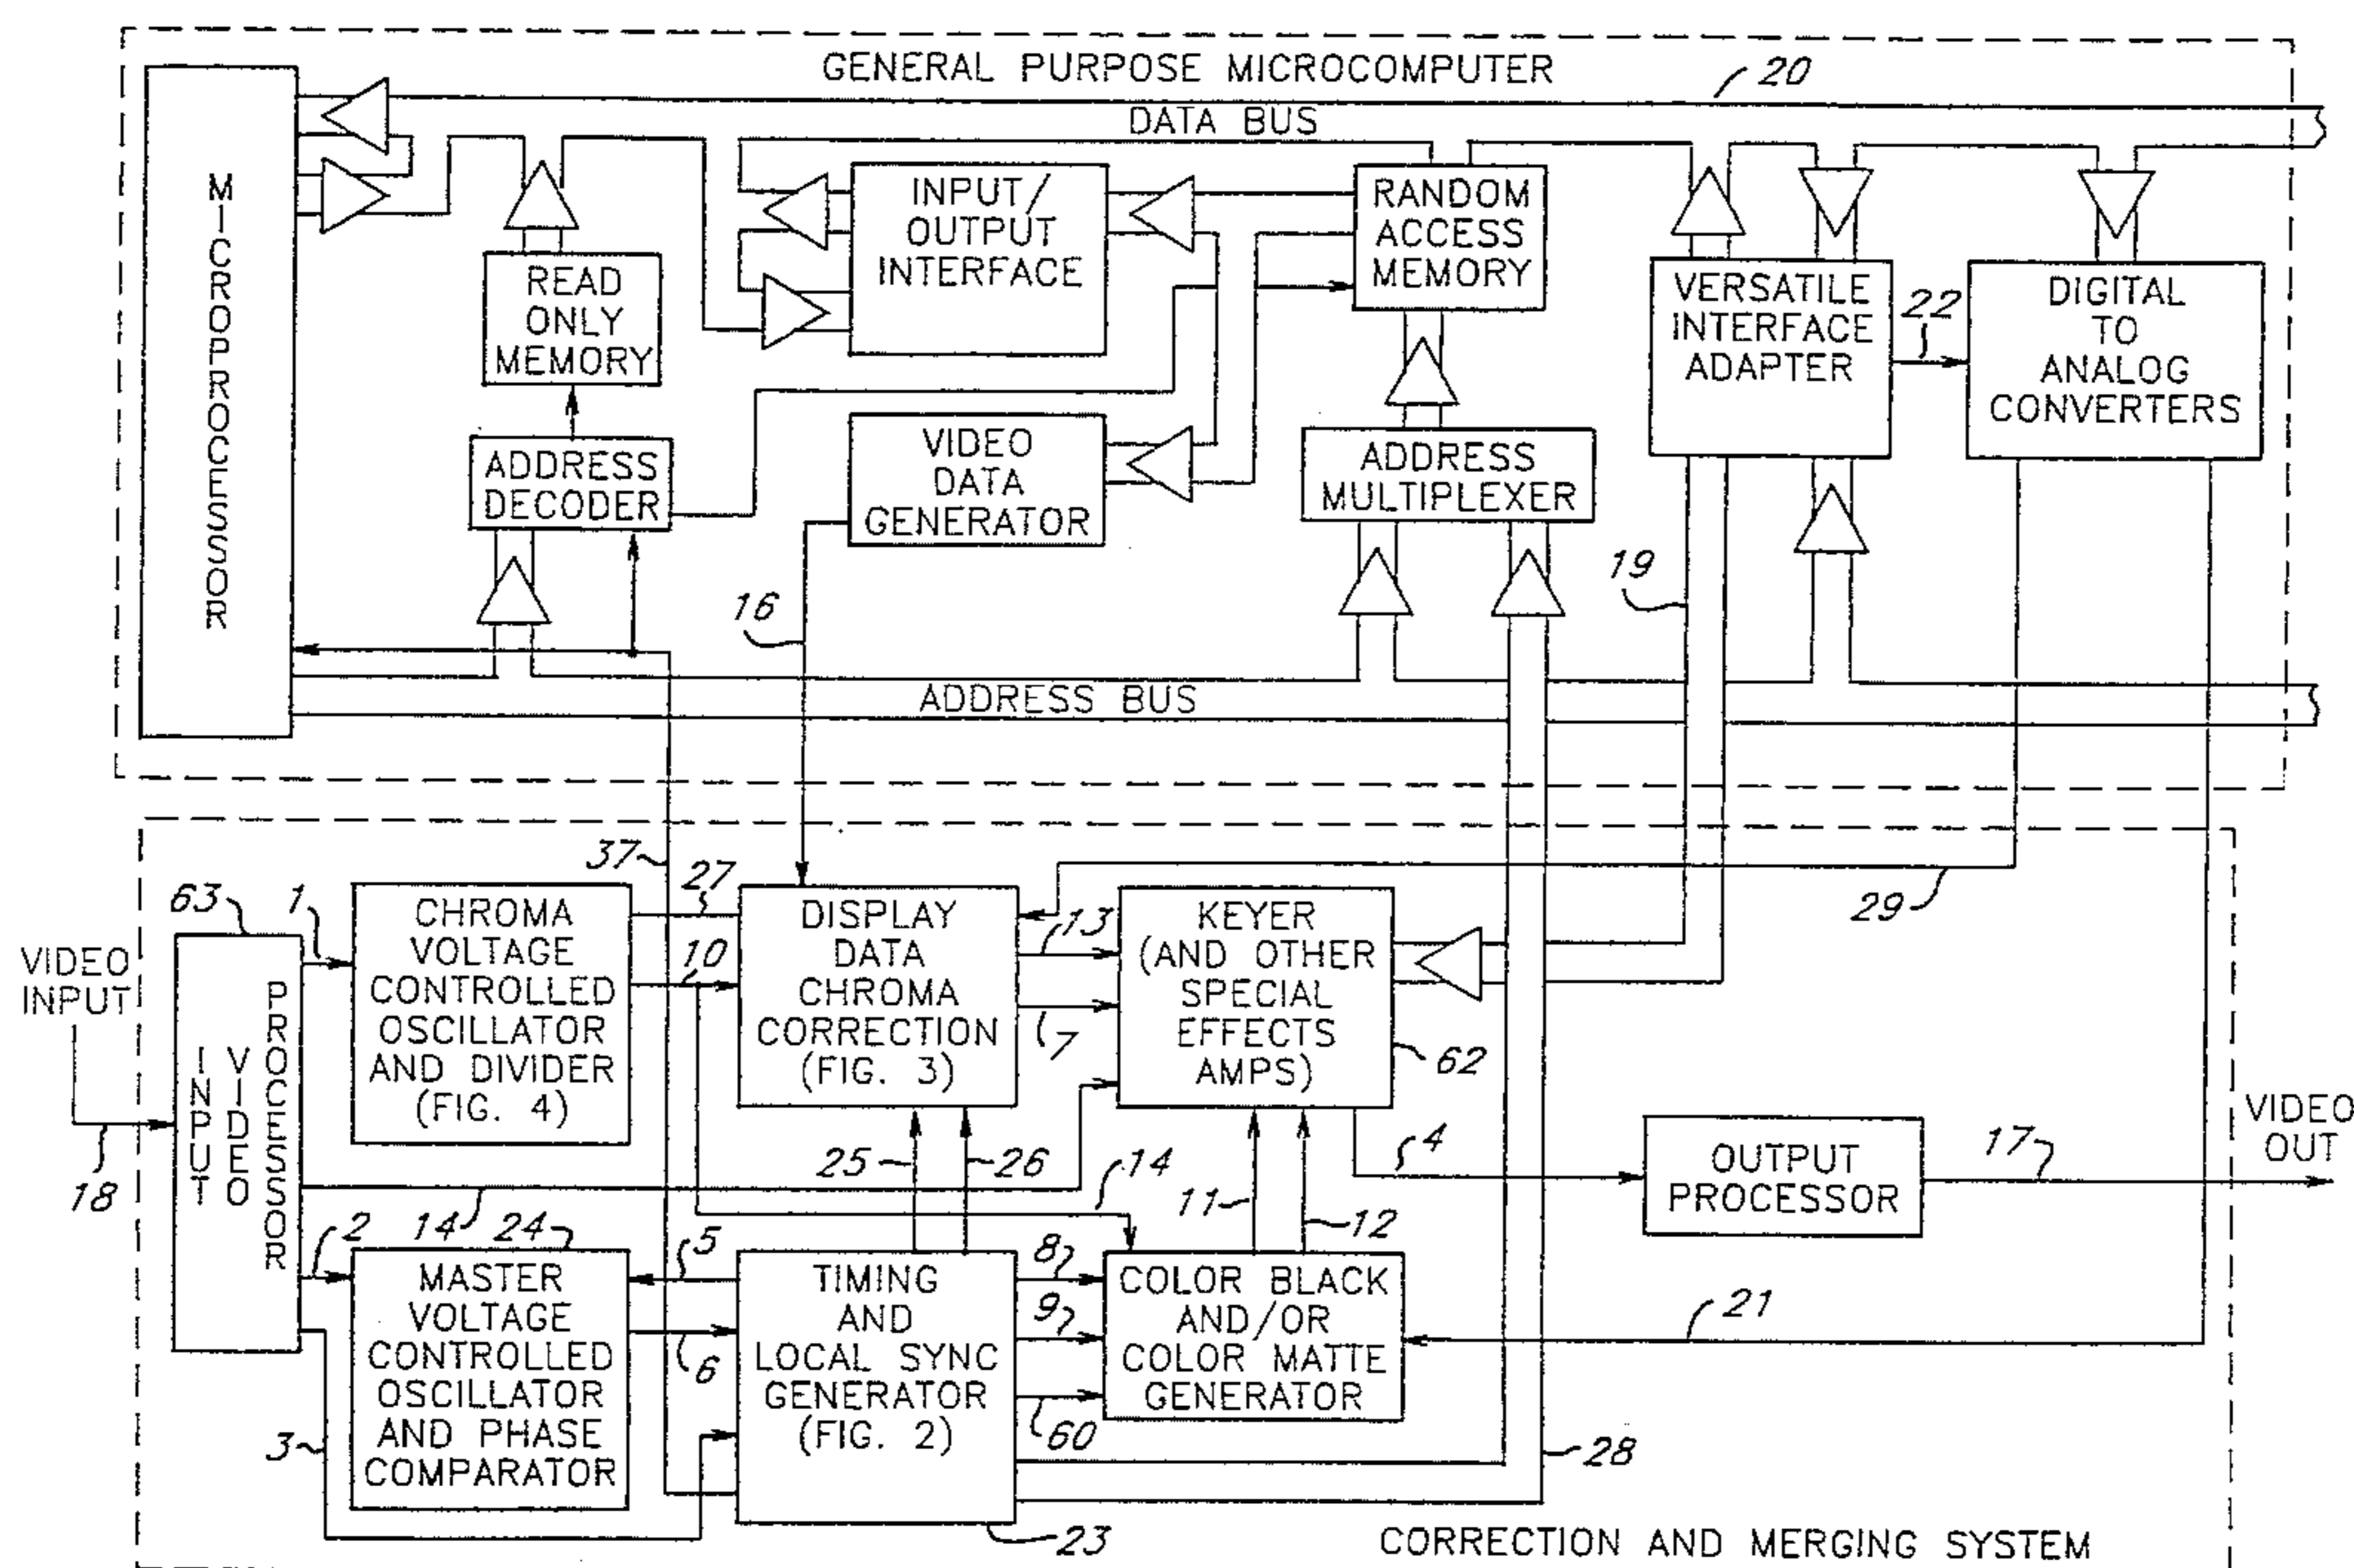 GENERAL PURPOSE MICROCOMPUTER
20
DATA BUS
MICROPROCESSOR
READ
ONLY
MEMORY
INPUT/
OUTPUT
INTERFACE
RANDOM
ACCESS
MEMORY
VERSATILE
INTERFACE
ADAPTER
22
DIGITAL
TO
ANALOG
CONVERTERS
ADDRESS
DECODER
VIDEO
DATA
GENERATOR
ADDRESS
MULTIPLEXER
16
19
ADDRESS BUS
37
27
29
63
1
VIDEO
INPUT
18
INPUT
VIDEO
PROCESSOR
CHROMA
VOLTAGE
CONTROLLED
OSCILLATOR
AND DIVIDER
(FIG. 4)
10
DISPLAY
DATA
CHROMA
CORRECTION
(FIG. 3)
13
7
KEYER
(AND OTHER
SPECIAL
EFFECTS
AMPS)
62
25
26
14
11
12
4
OUTPUT
PROCESSOR
17
VIDEO
OUT
2
14
24
5
8
9
60
6
3
MASTER
VOLTAGE
CONTROLLED
OSCILLATOR
AND PHASE
COMPARATOR
TIMING
AND
LOCAL SYNC
GENERATOR
(FIG. 2)
COLOR BLACK
AND/OR
COLOR MATTE
GENERATOR
21
28
23
CORRECTION AND MERGING SYSTEM